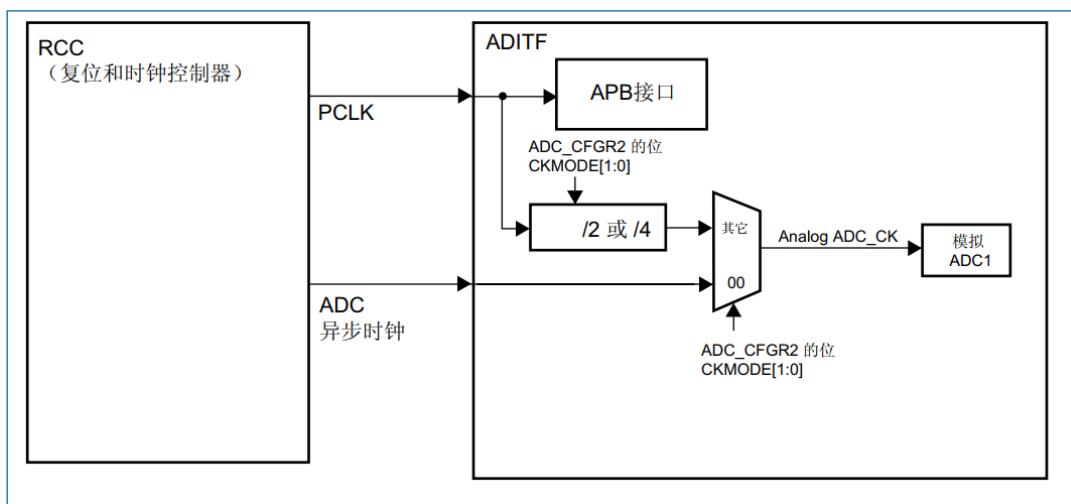 RCC
（复位和时钟控制器）
PCLK
ADC
异步时钟
ADITF
APB接口
ADC_CFGR2 的位
CKMODE[1:0]
/2 或 /4
其它
00
Analog ADC_CK
模拟
ADC1
ADC_CFGR2 的位
CKMODE[1:0]